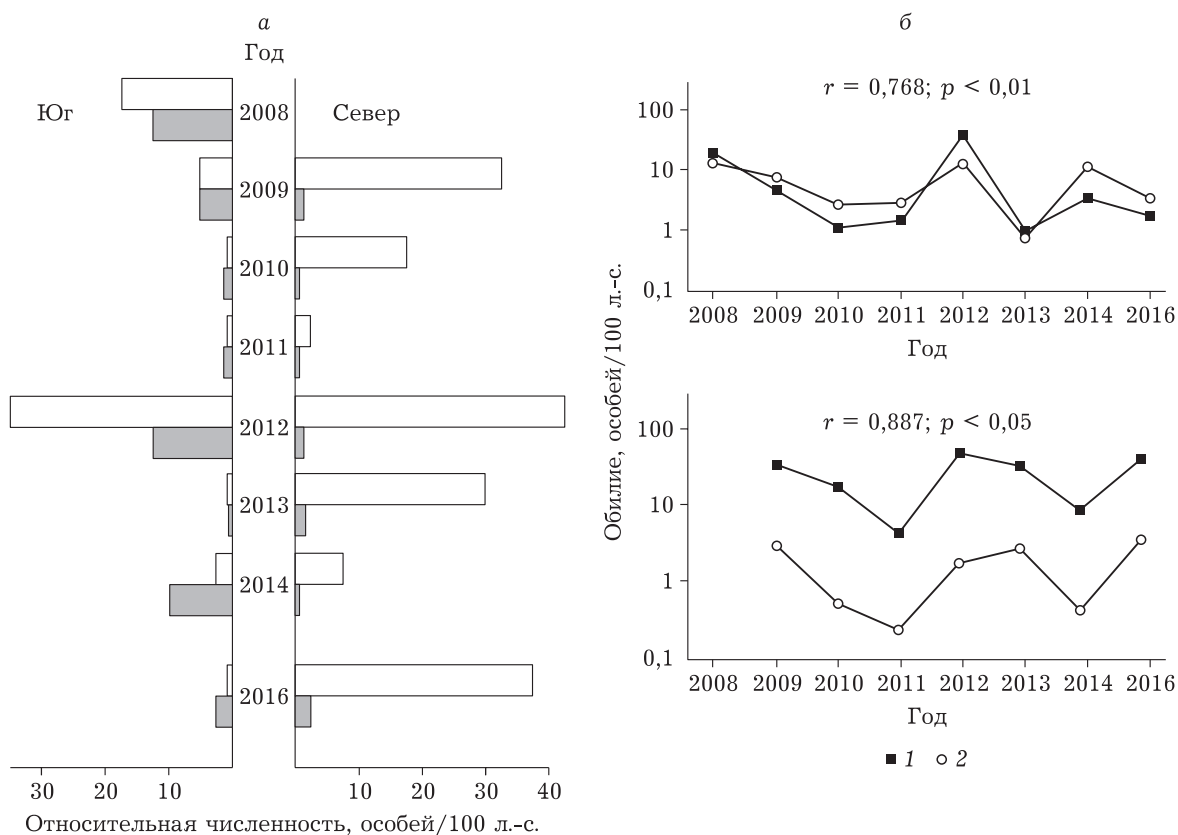 а
Год
Юг
Север
2008
2009
2010
2011
2012
2013
2014
2016
30 20 10
10 20 30 40
Относительная численность, особей/100 л.-с.
б
Обилие, особей/100 л.-с.
r = 0,768; p < 0,01
100
10
1
0,1
2008 2009 2010 2011 2012 2013 2014 2016
Год
r = 0,887; p < 0,05
100
10
1
0,1
2008 2009 2010 2011 2012 2013 2014 2016
Год
1 2